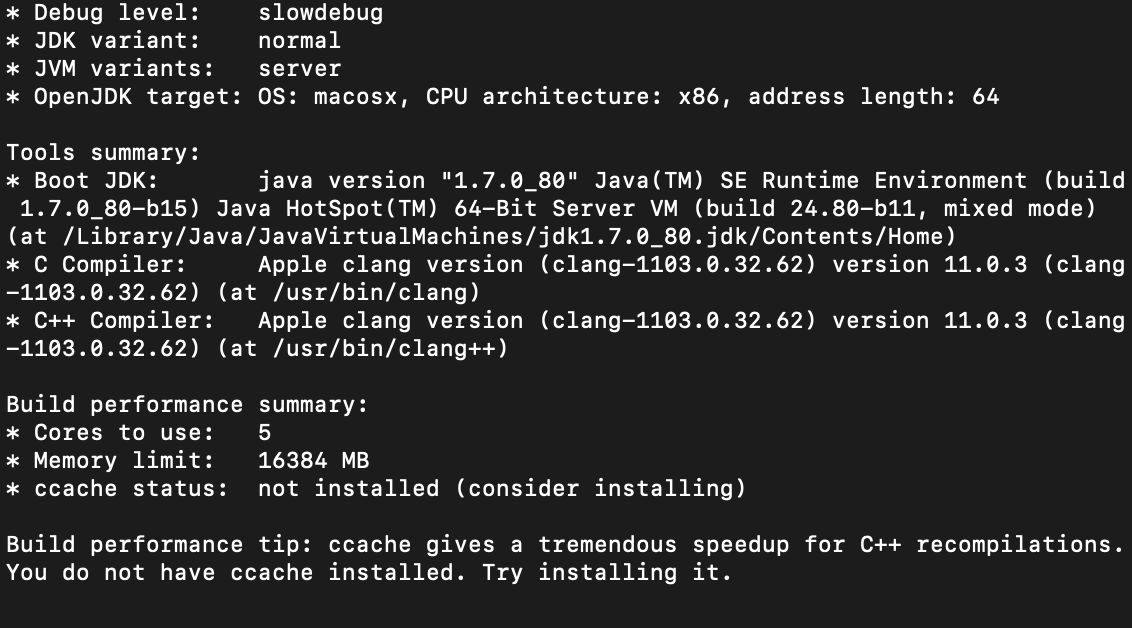 * Debug level:    slowdebug
* JDK variant:    normal
* JVM variants:   server
* OpenJDK target: OS: macosx, CPU architecture: x86, address length: 64

Tools summary:
* Boot JDK:       java version "1.7.0_80" Java(TM) SE Runtime Environment (build
 1.7.0_80-b15) Java HotSpot(TM) 64-Bit Server VM (build 24.80-b11, mixed mode)
(at /Library/Java/JavaVirtualMachines/jdk1.7.0_80.jdk/Contents/Home)
* C Compiler:     Apple clang version (clang-1103.0.32.62) version 11.0.3 (clang
-1103.0.32.62) (at /usr/bin/clang)
* C++ Compiler:   Apple clang version (clang-1103.0.32.62) version 11.0.3 (clang
-1103.0.32.62) (at /usr/bin/clang++)

Build performance summary:
* Cores to use:   5
* Memory limit:   16384 MB
* ccache status:  not installed (consider installing)

Build performance tip: ccache gives a tremendous speedup for C++ recompilations.
You do not have ccache installed. Try installing it.